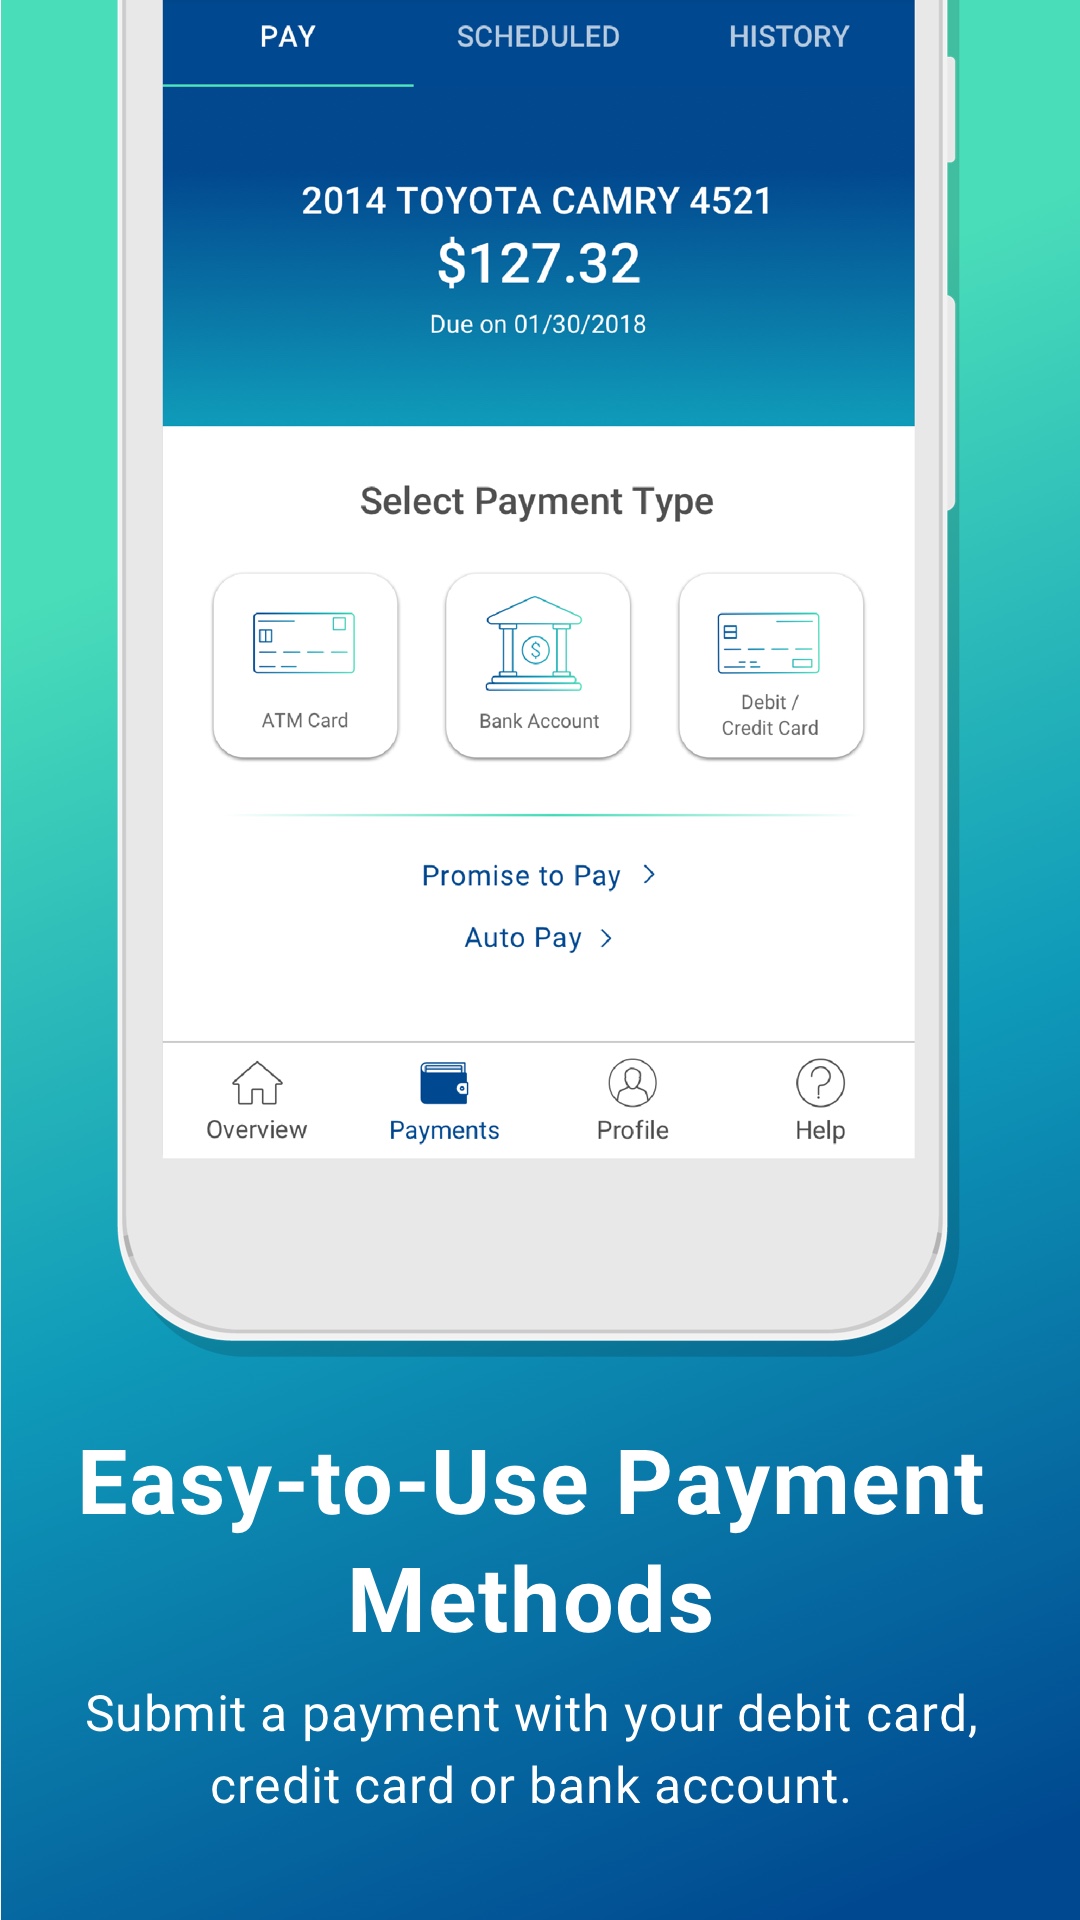 PAY SCHEDULED HISTORY
2014 TOYOTA CAMRY 4521
$127.32
Due on 01/30/2018
Select Payment Type
ATM Card
Bank Account
Debit /
Credit Card
Promise to Pay
Auto Pay
Overview Payments Profile Help
Easy-to-Use Payment
Methods
Submit a payment with your debit card,
credit card or bank account.